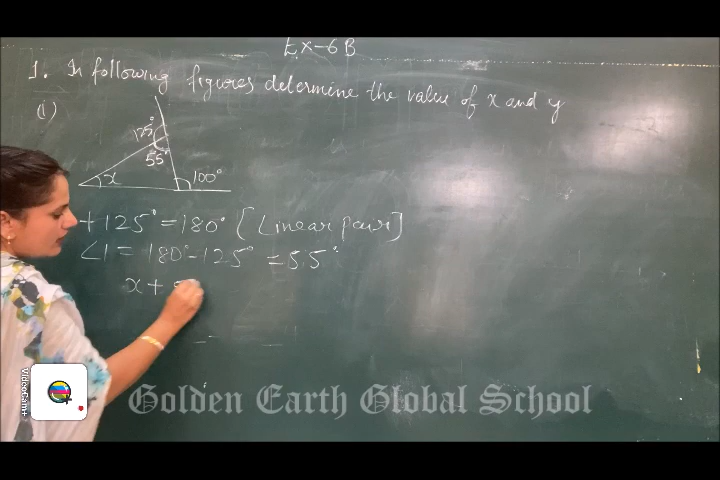 Ex-6B
1. In following figures determine the value of x and y
(i)
125°
55°
x
100°
+125° = 180° [Linear pair]
∠1 = 180° - 125° = 55°
x +
VideoCam+
Golden Earth Global School